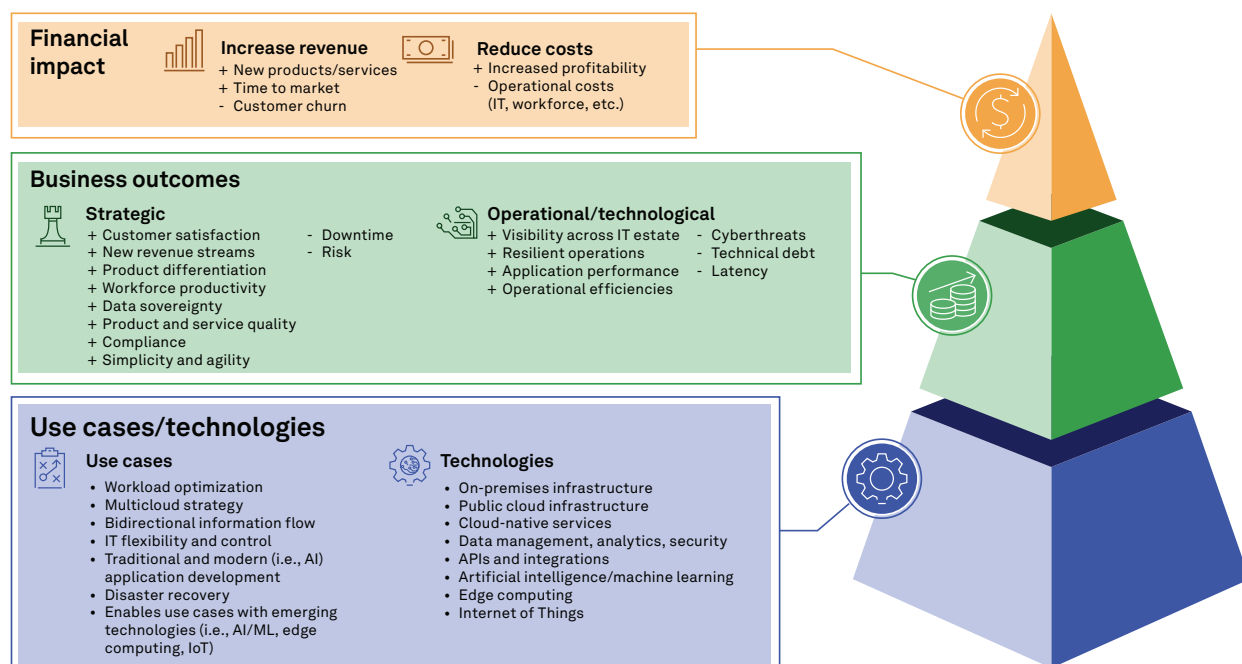 Financial
impact
Increase revenue
+ New products/services
+ Time to market
- Customer churn
Reduce costs
+ Increased profitability
- Operational costs
(IT, workforce, etc.)
$
Business outcomes
Strategic
+ Customer satisfaction
+ New revenue streams
+ Product differentiation
+ Workforce productivity
+ Data sovereignty
+ Product and service quality
+ Compliance
+ Simplicity and agility
- Downtime
- Risk
Operational/technological
+ Visibility across IT estate
+ Resilient operations
+ Application performance
+ Operational efficiencies
- Cyberthreats
- Technical debt
- Latency
Use cases/technologies
Use cases
• Workload optimization
• Multicloud strategy
• Bidirectional information flow
• IT flexibility and control
• Traditional and modern (i.e., AI)
application development
• Disaster recovery
• Enables use cases with emerging
technologies (i.e., AI/ML, edge
computing, IoT)
Technologies
• On-premises infrastructure
• Public cloud infrastructure
• Cloud-native services
• Data management, analytics, security
• APIs and integrations
• Artificial intelligence/machine learning
• Edge computing
• Internet of Things